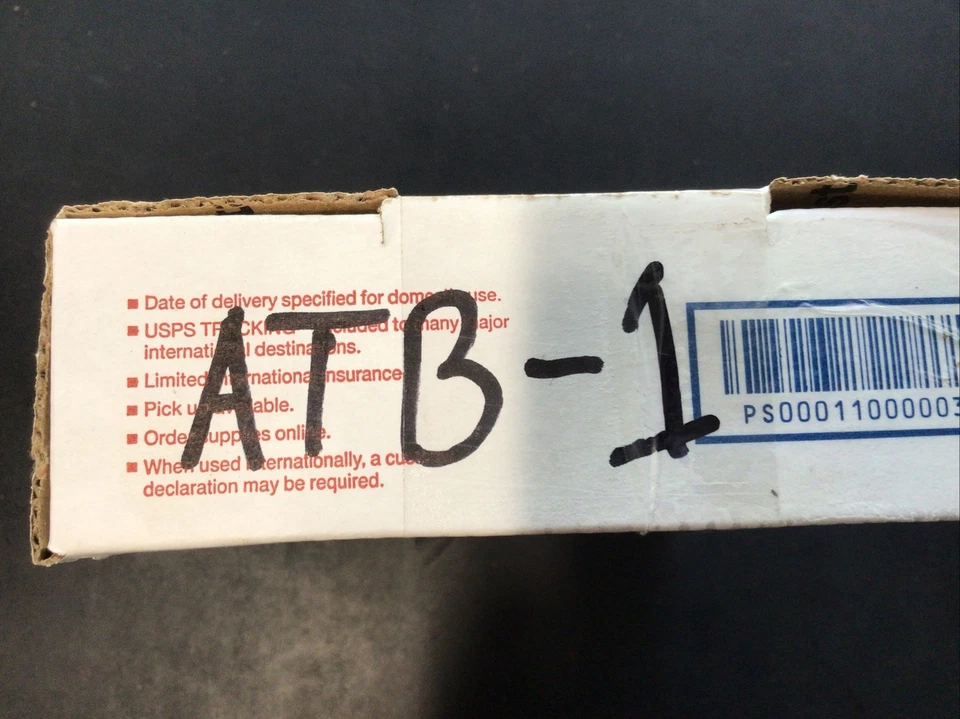 ■ Date of delivery specified for domestic use.
■ USPS TRACKING included to many major
international destinations.
■ Limited international insurance
■ Pick up available.
■ Order supplies online.
■ When used internationally, a customs
declaration may be required.
ATB-1
PS00011000003